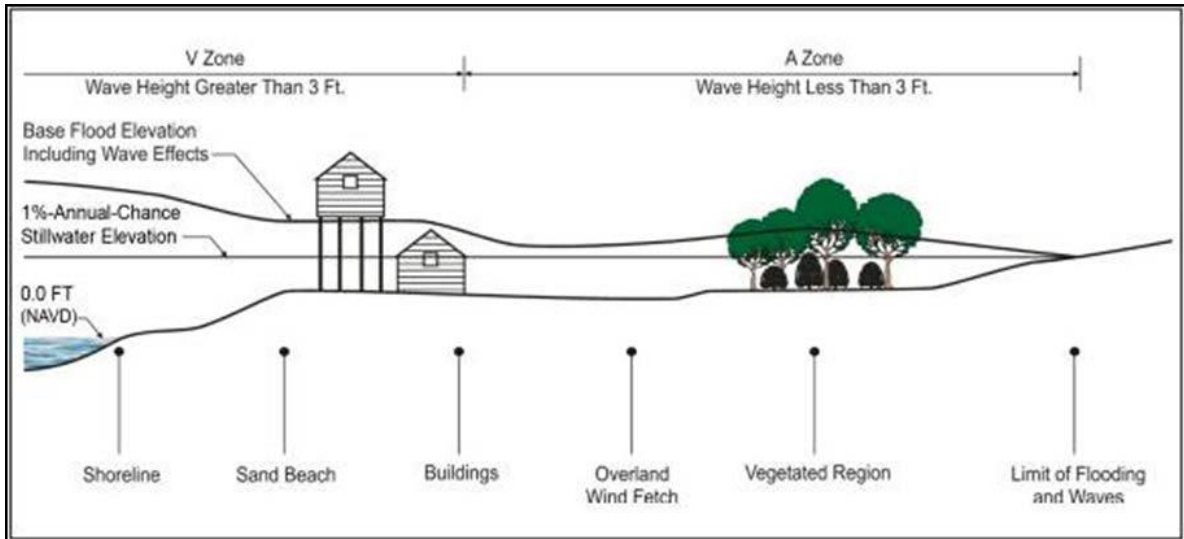 V Zone
Wave Height Greater Than 3 Ft.
A Zone
Wave Height Less Than 3 Ft.
Base Flood Elevation
Including Wave Effects
1%-Annual-Chance
Stillwater Elevation
0.0 FT
(NAVD)
Shoreline
Sand Beach
Buildings
Overland
Wind Fetch
Vegetated Region
Limit of Flooding
and Waves